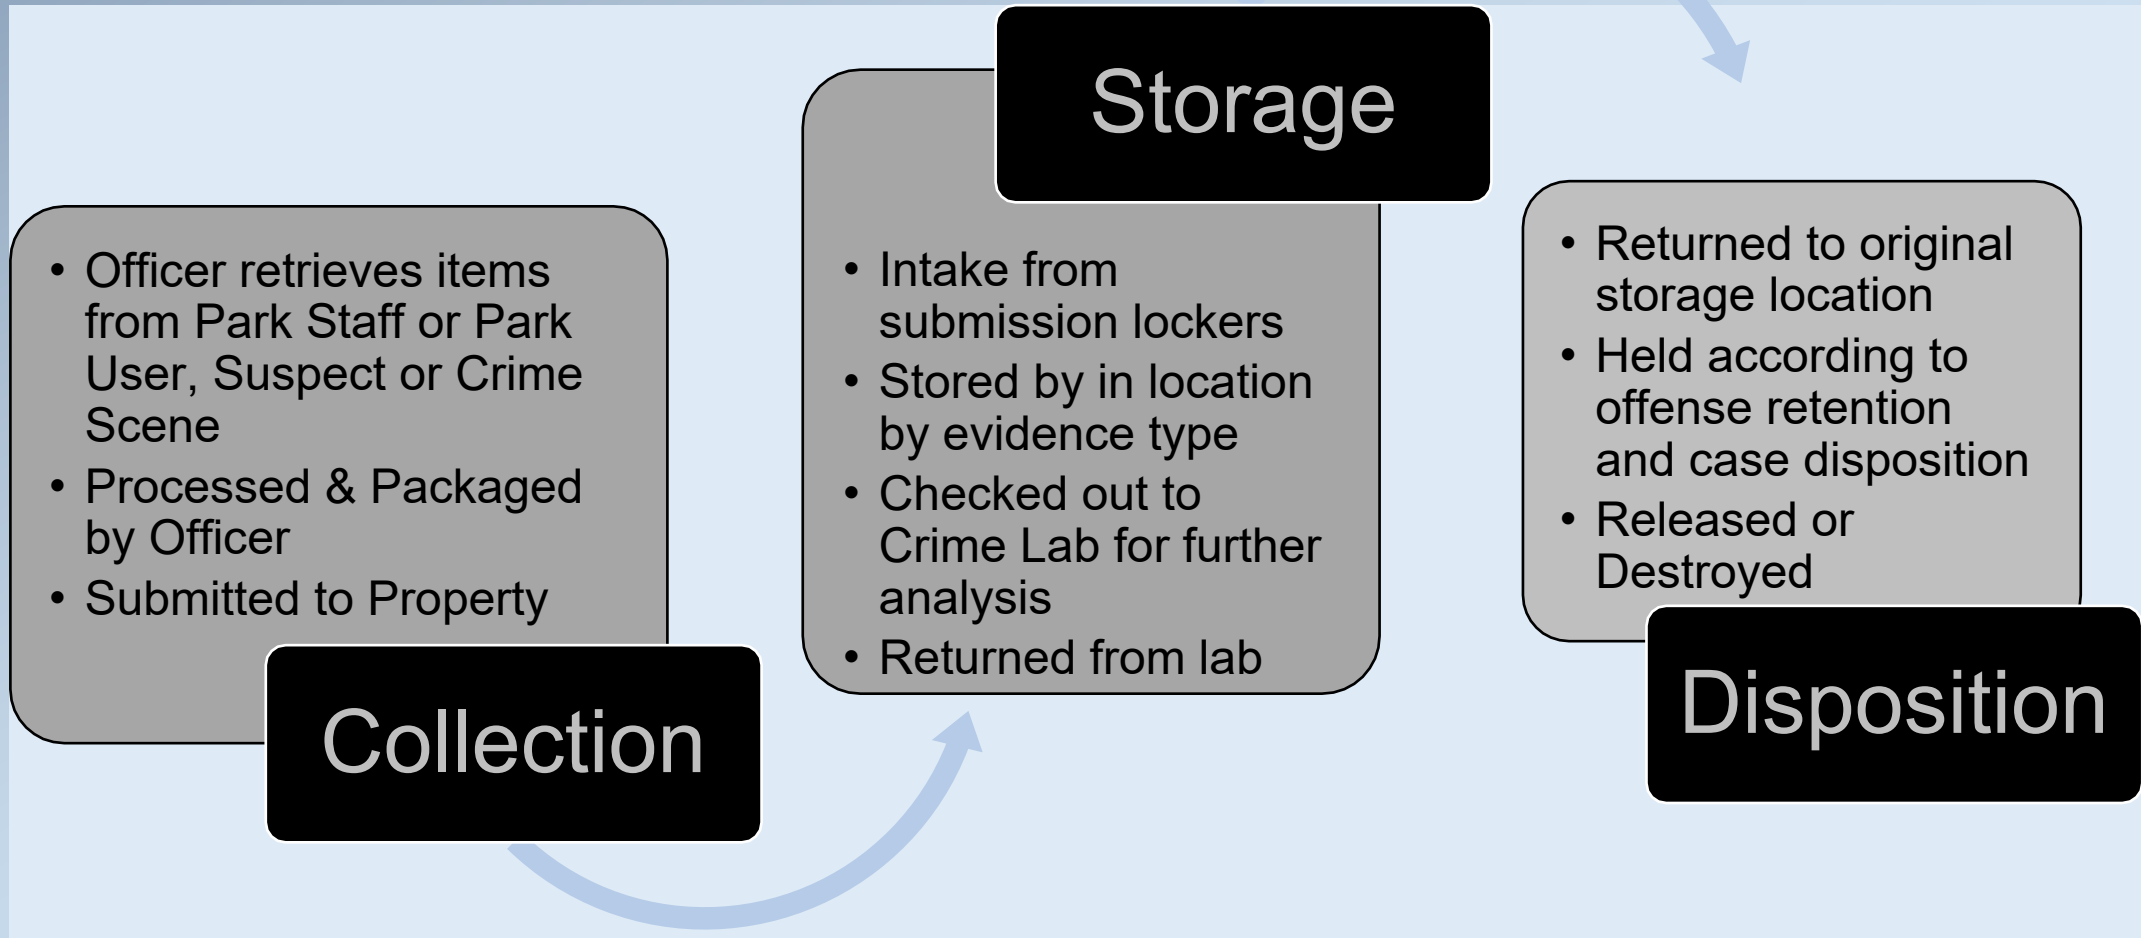 • Officer retrieves items
from Park Staff or Park
User, Suspect or Crime
Scene
• Processed & Packaged
by Officer
• Submitted to Property
Collection
Storage
• Intake from
submission lockers
• Stored by in location
by evidence type
• Checked out to
Crime Lab for further
analysis
• Returned from lab
• Returned to original
storage location
• Held according to
offense retention
and case disposition
• Released or
Destroyed
Disposition